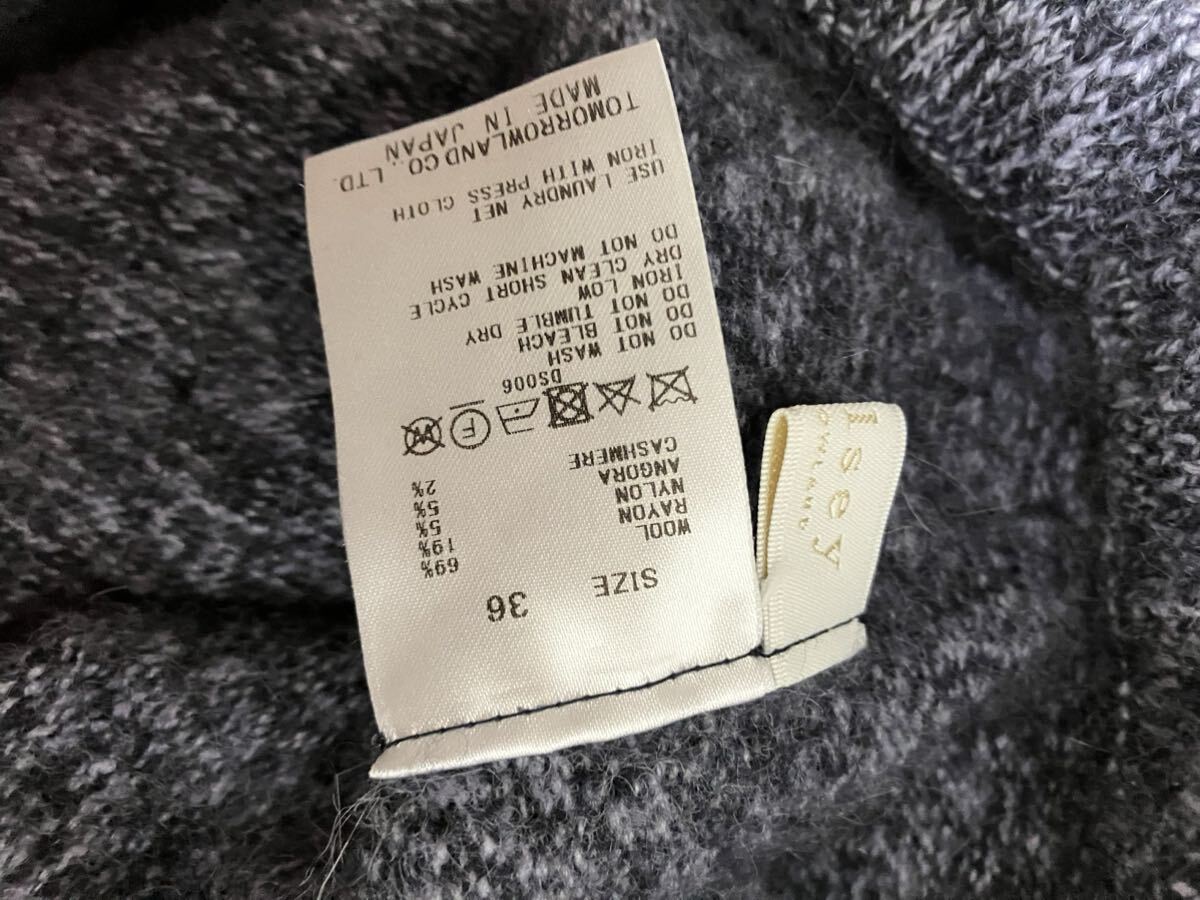 SIZE 36
WOOL 69%
RAYON 19%
NYLON 5%
ANGORA 5%
CASHMERE 2%
F
W
DS006
DO NOT WASH
DO NOT BLEACH
DO NOT TUMBLE DRY
IRON LOW
DRY CLEAN SHORT CYCLE
DO NOT MACHINE WASH
USE LAUNDRY NET
IRON WITH PRESS CLOTH
TOMORROWLAND CO., LTD.
MADE IN JAPAN